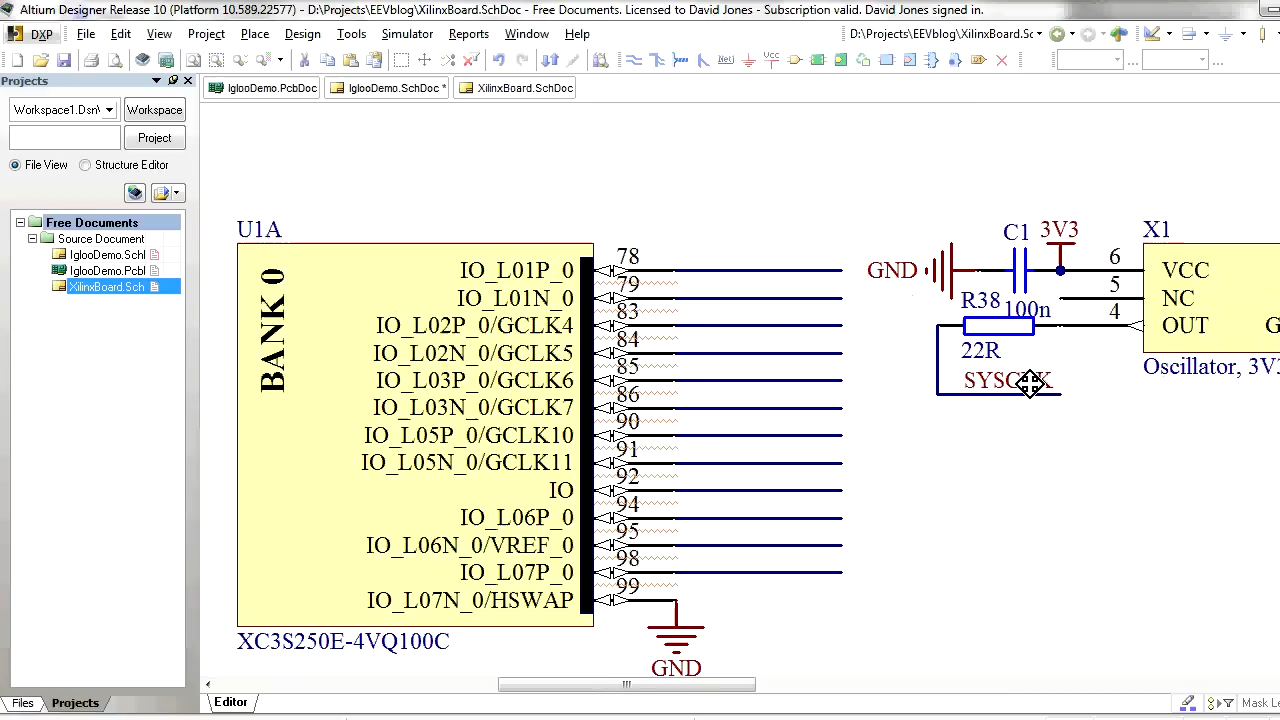 Altium Designer Release 10 (Platform 10.589.22577) - D:\Projects\EEVblog\XilinxBoard.SchDoc - Free Documents. Licensed to David Jones - Subscription valid. David Jones signed in.
DXP File Edit View Project Place Design Tools Simulator Reports Window Help D:\Projects\EEVblog\XilinxBoard.Sc
Projects
IglooDemo.PcbDoc IglooDemo.SchDoc * XilinxBoard.SchDoc
Workspace1.Dsn Workspace
Project
File View Structure Editor
Free Documents
Source Document
IglooDemo.Schl
IglooDemo.Pcbl
XilinxBoard.Sch
U1A
BANK 0
IO_L01P_0 78
IO_L01N_0 79
IO_L02P_0/GCLK4 83
IO_L02N_0/GCLK5 84
IO_L03P_0/GCLK6 85
IO_L03N_0/GCLK7 86
IO_L05P_0/GCLK10 90
IO_L05N_0/GCLK11 91
IO 92
IO_L06P_0 94
IO_L06N_0/VREF_0 95
IO_L07P_0 98
IO_L07N_0/HSWAP 99
XC3S250E-4VQ100C
GND
C1 3V3 X1
GND 6 VCC
R38 100n 5 NC
4 OUT G
22R
Oscillator, 3V3
Files Projects
Editor
Mask Le